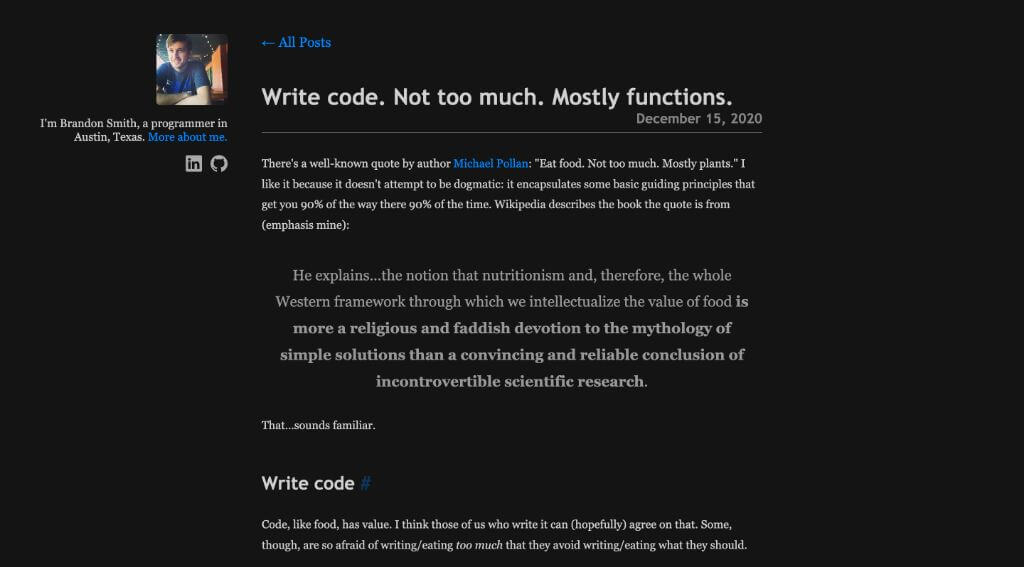 ← All Posts
I'm Brandon Smith, a programmer in
Austin, Texas. More about me.
Write code. Not too much. Mostly functions.
December 15, 2020
There's a well-known quote by author Michael Pollan: "Eat food. Not too much. Mostly plants." I
like it because it doesn't attempt to be dogmatic: it encapsulates some basic guiding principles that
get you 90% of the way there 90% of the time. Wikipedia describes the book the quote is from
(emphasis mine):
He explains...the notion that nutritionism and, therefore, the whole
Western framework through which we intellectualize the value of food is
more a religious and faddish devotion to the mythology of
simple solutions than a convincing and reliable conclusion of
incontrovertible scientific research.
That...sounds familiar.
Write code #
Code, like food, has value. I think those of us who write it can (hopefully) agree on that. Some,
though, are so afraid of writing/eating too much that they avoid writing/eating what they should.